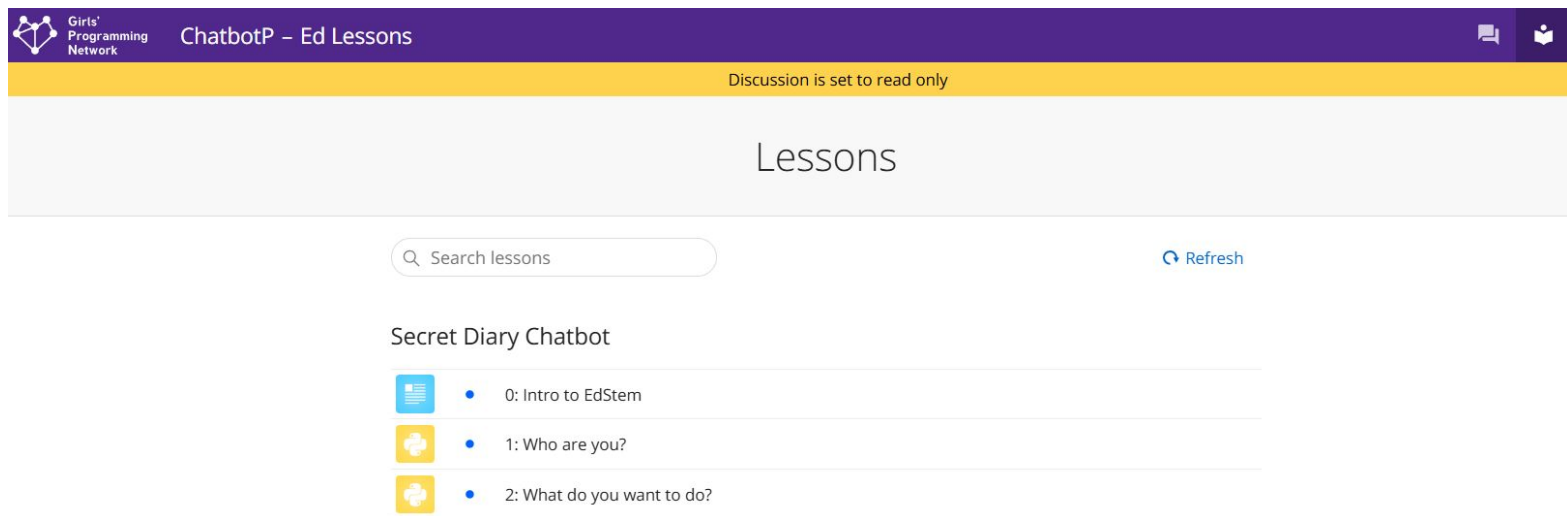 Girls'
Programming
Network
ChatbotP – Ed Lessons
Discussion is set to read only
Lessons
Search lessons
Refresh
Secret Diary Chatbot
0: Intro to EdStem
1: Who are you?
2: What do you want to do?